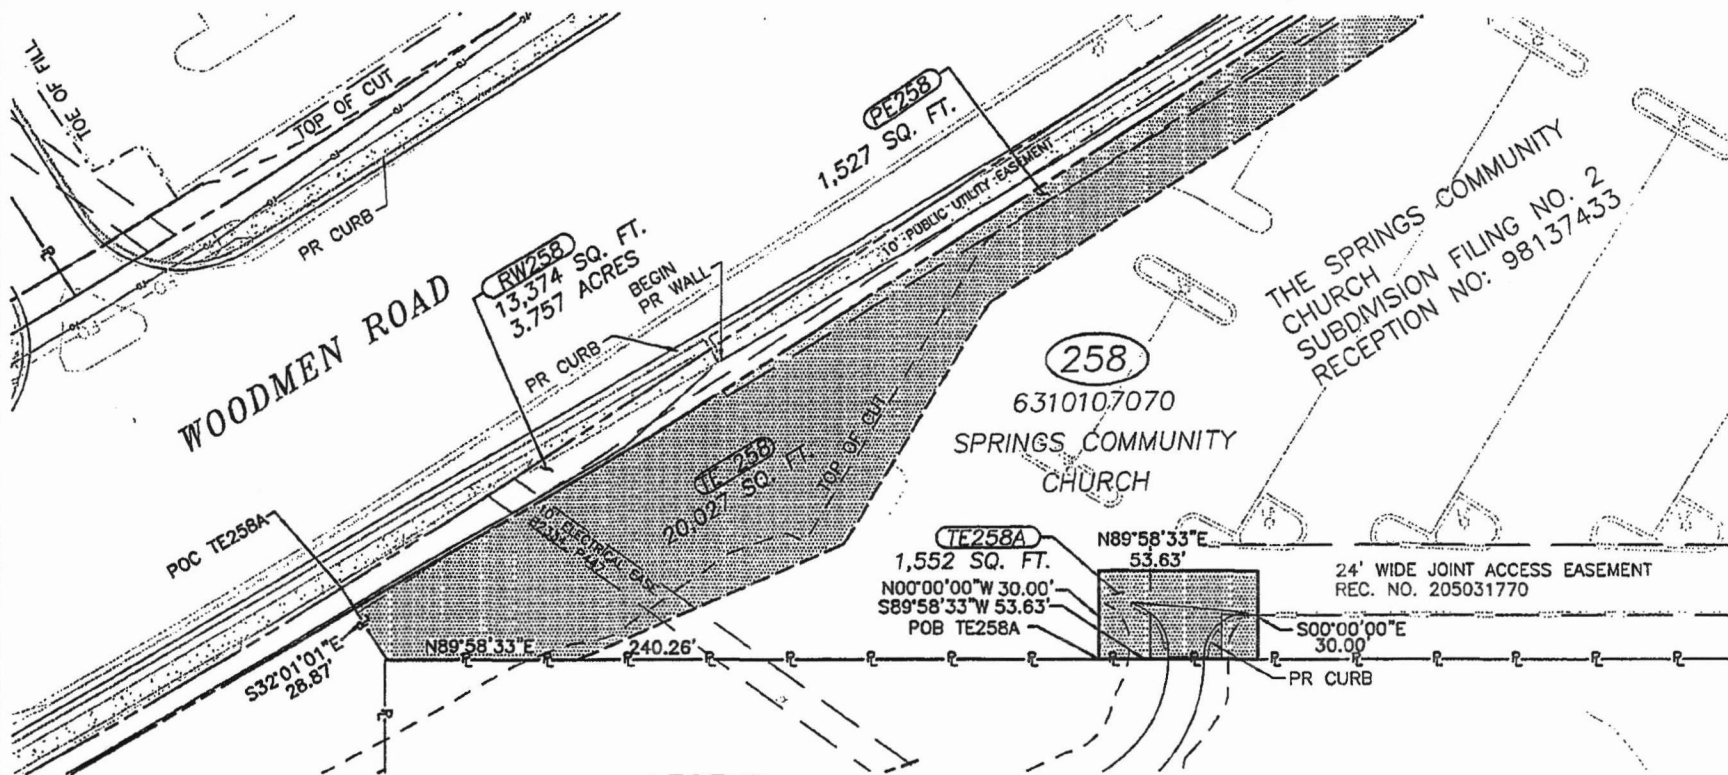 TOE OF FILL
TOP OF CUT
PR CURB
WOODMEN ROAD
RW258
13,374 SQ. FT.
3.757 ACRES
PR CURB
BEGIN
PR WALL
PE258
1,527 SQ. FT.
10' PUBLIC UTILITY EASEMENT
THE SPRINGS COMMUNITY
CHURCH
SUBDIVISION FILING NO. 2
RECEPTION NO: 98137433
258
6310107070
SPRINGS COMMUNITY
CHURCH
TE 258
20,027 SQ. FT.
TOP OF CUT
10' ELECTRICAL EASE.
B2334 P447
POC TE258A
S32°01'01"E
28.87'
N89°58'33"E
240.26'
TE258A
1,552 SQ. FT.
N00°00'00"W 30.00'
S89°58'33"W 53.63'
POB TE258A
N89°58'33"E
53.63'
24' WIDE JOINT ACCESS EASEMENT
REC. NO. 205031770
S00°00'00"E
30.00'
PR CURB